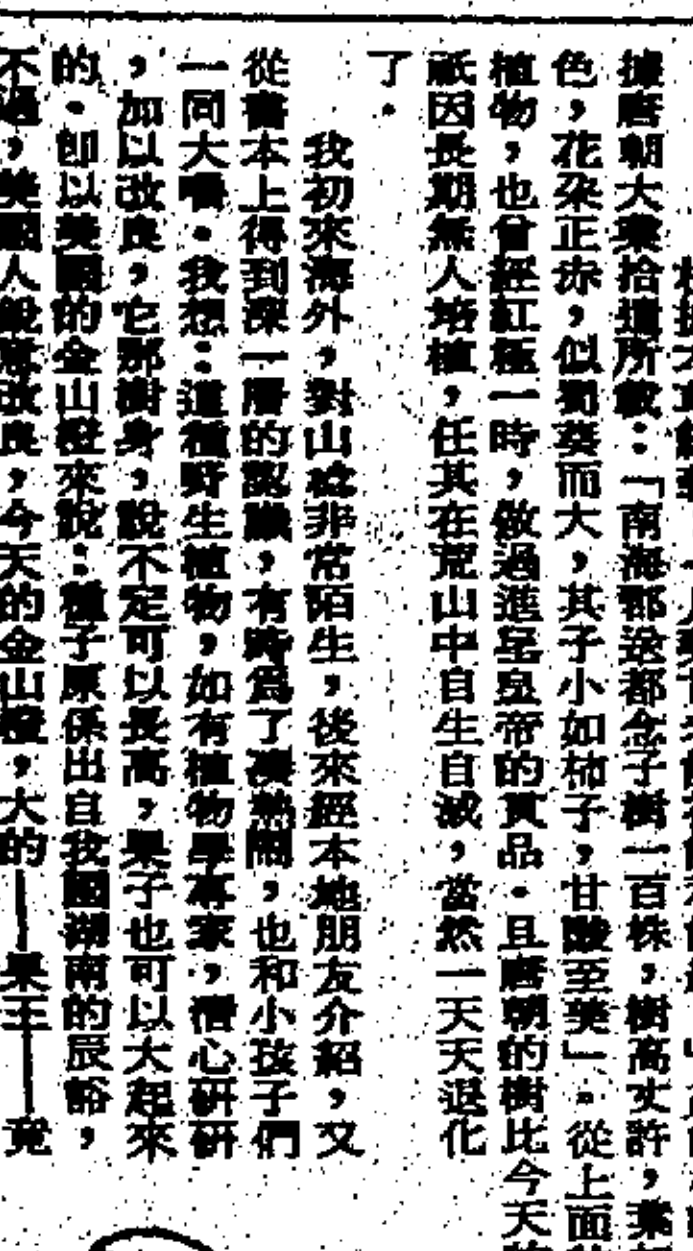 據唐朝大業拾遺所載：「南海郡送都念子樹一百株，樹高丈許，葉
色，花朶正赤，似蜀葵而大，其子小如柿子，甘酸至美」。從上面
植物，也曾經紅極一時，做過進呈皇帝的貢品。且唐朝的樹比今天
祇因長期無人培植，任其在荒山中自生自滅，當然一天天退化
了。
我初來海外，對山稔非常陌生，後來經本地朋友介紹，又
從書本上得到深一層的認識，有時爲了湊熱鬧，也和小孩子們
一同大嚼。我想：這種野生植物，如有植物學專家，潛心研研
，加以改良，它那樹身，說不定可以長高，果子也可以大起來
的。卽以美國的金山橙來說：種子原係出自我國湖南的辰谿，
不過，美國人銳意改良，今天的金山橙，大的——果王——竟